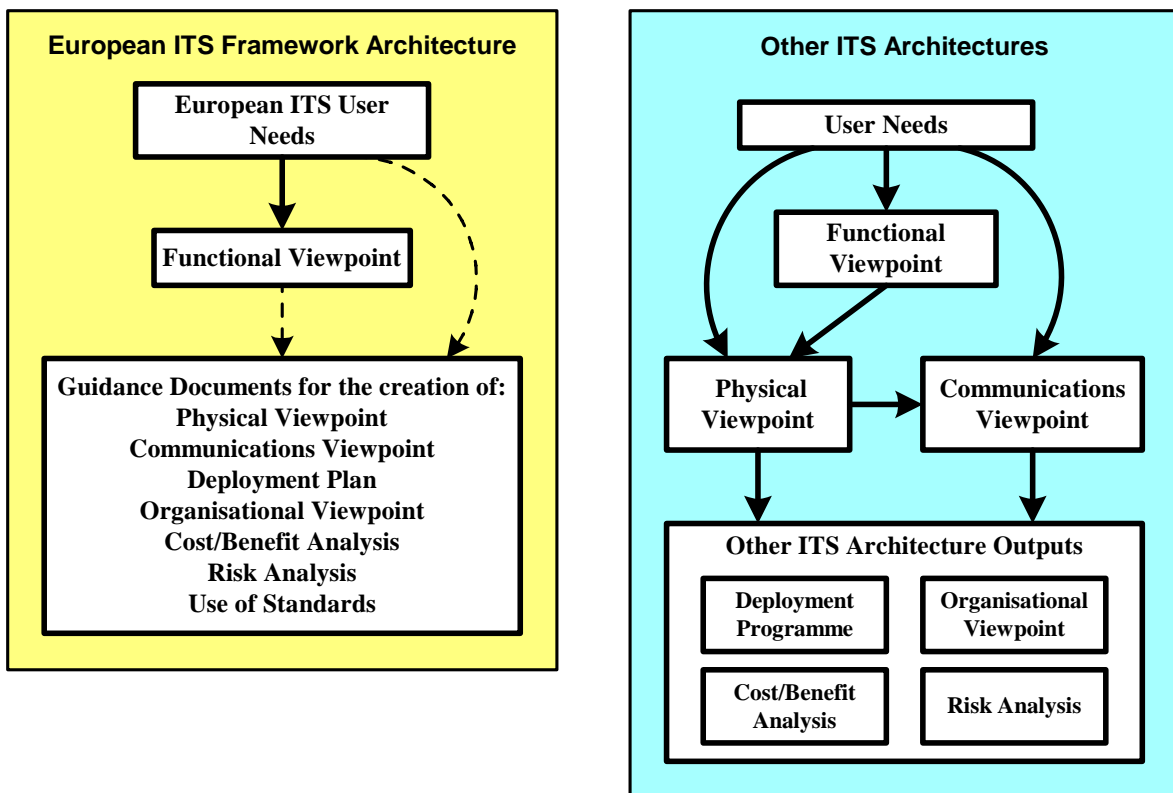 European ITS Framework Architecture
European ITS User
Needs
Functional Viewpoint
Guidance Documents for the creation of:
Physical Viewpoint
Communications Viewpoint
Deployment Plan
Organisational Viewpoint
Cost/Benefit Analysis
Risk Analysis
Use of Standards
Other ITS Architectures
User Needs
Functional
Viewpoint
Physical
Viewpoint
Communications
Viewpoint
Other ITS Architecture Outputs
Deployment
Programme
Organisational
Viewpoint
Cost/Benefit
Analysis
Risk Analysis